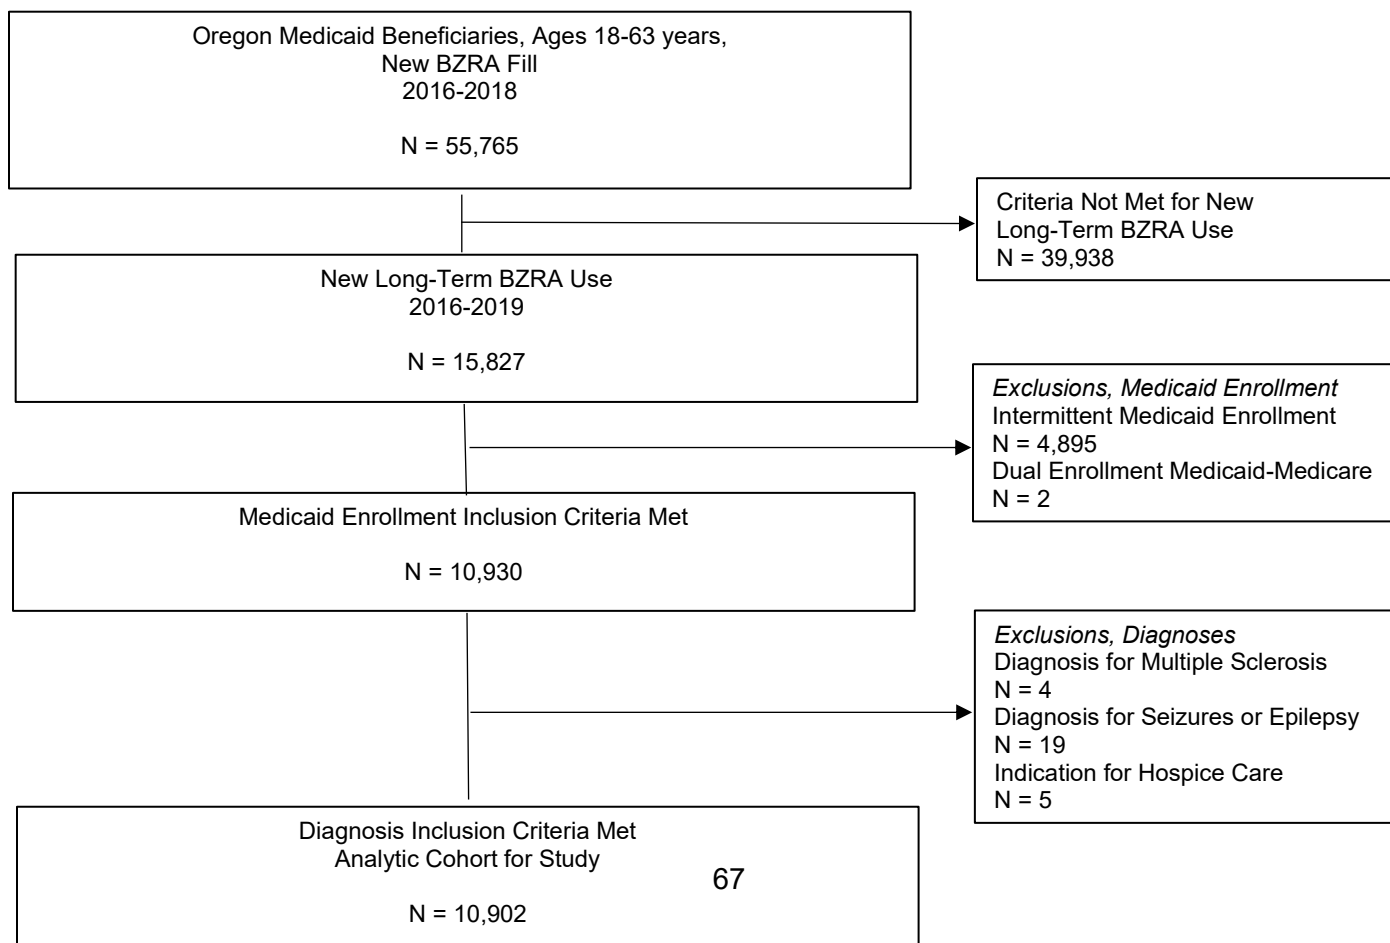 Oregon Medicaid Beneficiaries, Ages 18-63 years,
New BZRA Fill
2016-2018
N = 55,765
Criteria Not Met for New
Long-Term BZRA Use
N = 39,938
New Long-Term BZRA Use
2016-2019
N = 15,827
Exclusions, Medicaid Enrollment
Intermittent Medicaid Enrollment
N = 4,895
Dual Enrollment Medicaid-Medicare
N = 2
Medicaid Enrollment Inclusion Criteria Met
N = 10,930
Exclusions, Diagnoses
Diagnosis for Multiple Sclerosis
N = 4
Diagnosis for Seizures or Epilepsy
N = 19
Indication for Hospice Care
N = 5
Diagnosis Inclusion Criteria Met
Analytic Cohort for Study
67
N = 10,902